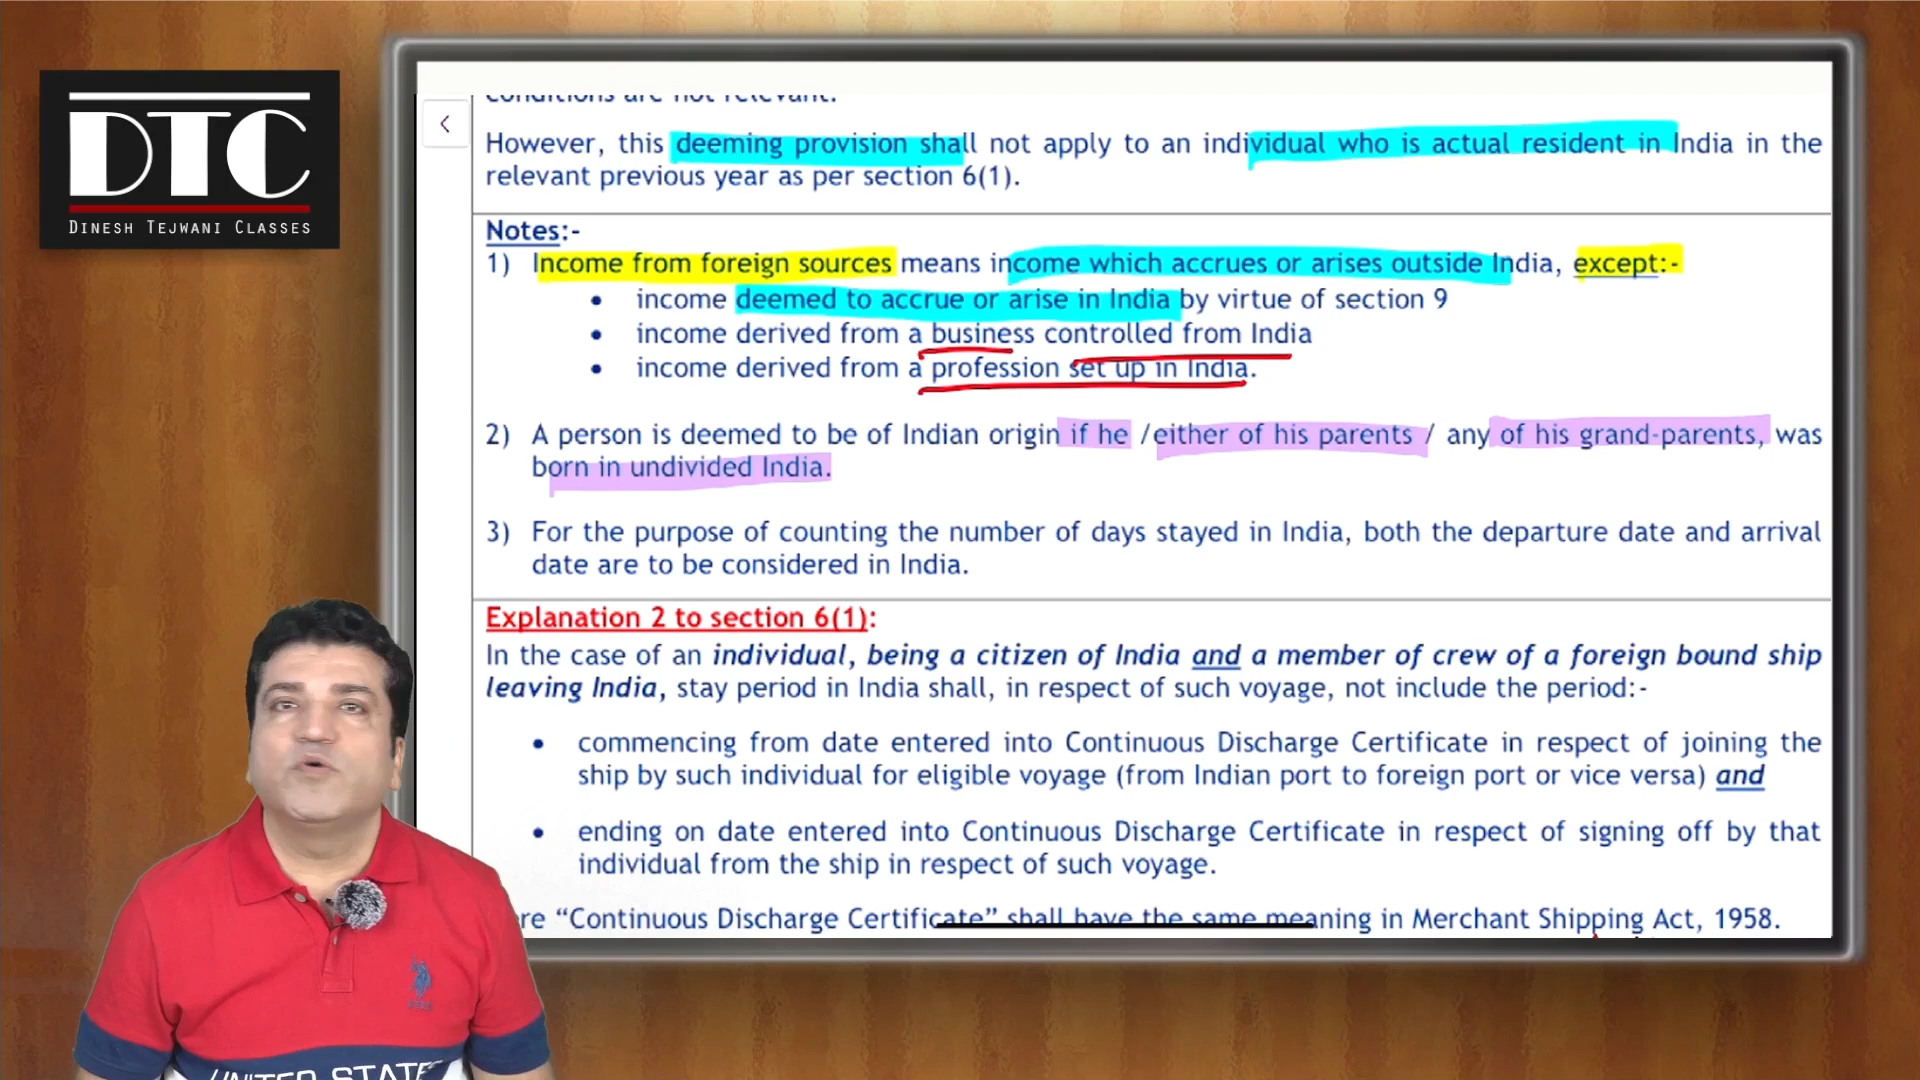 DTC
DINESH TEJWANI CLASSES
conditions are not relevant.
However, this deeming provision shall not apply to an individual who is actual resident in India in the
relevant previous year as per section 6(1).
Notes:-
1) Income from foreign sources means income which accrues or arises outside India, except:-
• income deemed to accrue or arise in India by virtue of section 9
• income derived from a business controlled from India
• income derived from a profession set up in India.
2) A person is deemed to be of Indian origin if he /either of his parents / any of his grand-parents, was
born in undivided India.
3) For the purpose of counting the number of days stayed in India, both the departure date and arrival
date are to be considered in India.
Explanation 2 to section 6(1):
In the case of an individual, being a citizen of India and a member of crew of a foreign bound ship
leaving India, stay period in India shall, in respect of such voyage, not include the period:-
• commencing from date entered into Continuous Discharge Certificate in respect of joining the
ship by such individual for eligible voyage (from Indian port to foreign port or vice versa) and
• ending on date entered into Continuous Discharge Certificate in respect of signing off by that
individual from the ship in respect of such voyage.
re “Continuous Discharge Certificate” shall have the same meaning in Merchant Shipping Act, 1958.
UNITED STATE